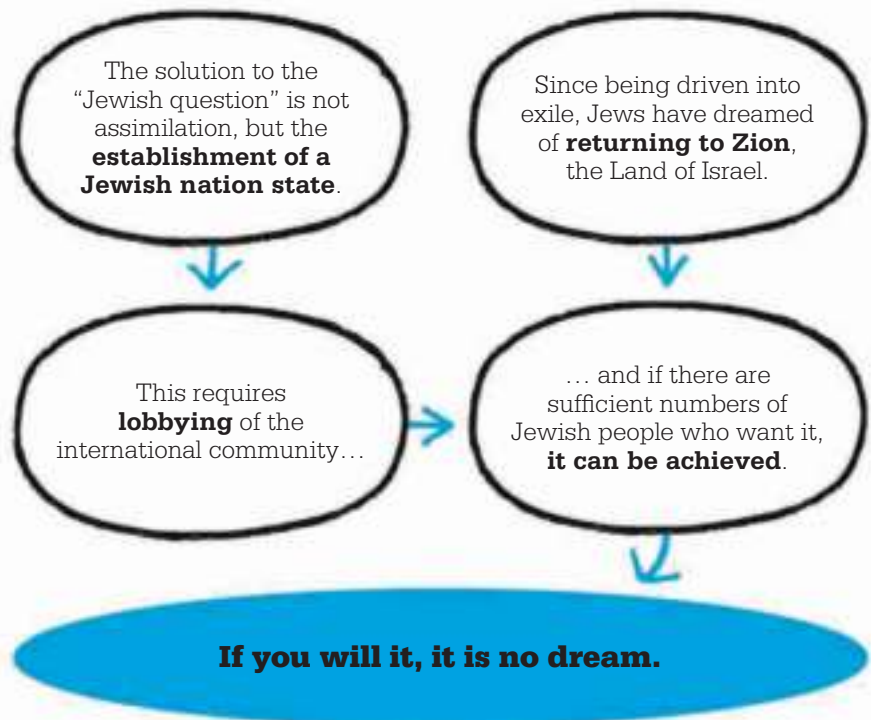 The solution to the
“Jewish question” is not
assimilation, but the
establishment of a
Jewish nation state.
Since being driven into
exile, Jews have dreamed
of returning to Zion,
the Land of Israel.
This requires
lobbying of the
international community…
… and if there are
sufficient numbers of
Jewish people who want it,
it can be achieved.
If you will it, it is no dream.